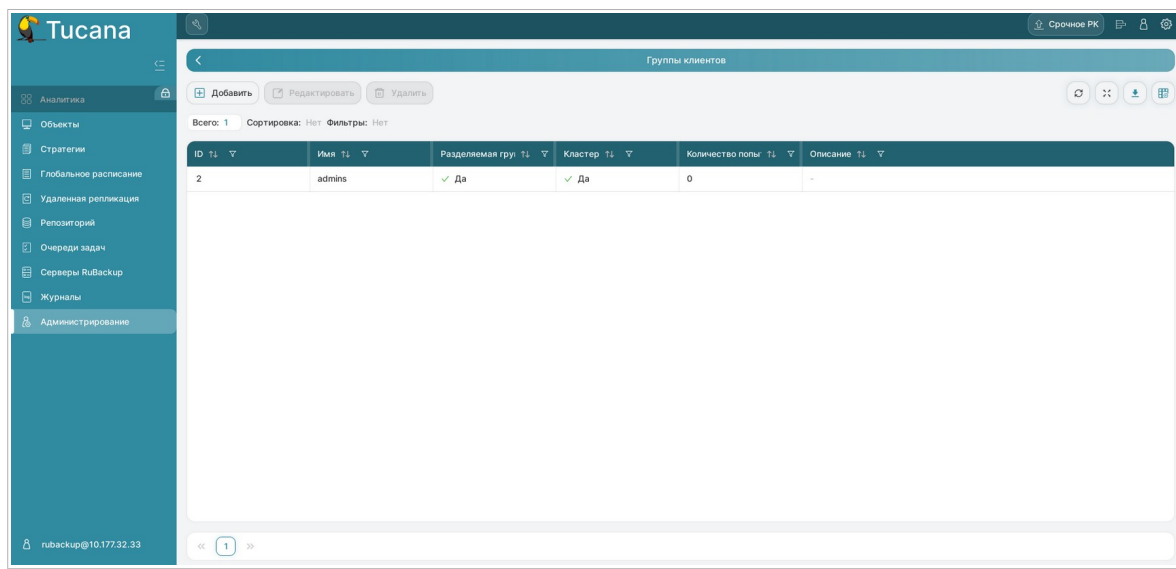 Tucana
Срочное РК
Группы клиентов
Аналитика
Объекты
Стратегии
Глобальное расписание
Удаленная репликация
Репозиторий
Очереди задач
Серверы RuBackup
Журналы
Администрирование
rubackup@10.177.32.33
Добавить Редактировать Удалить
Всего: 1 Сортировка: Нет Фильтры: Нет
ID Имя Разделяемая гру Кластер Количество попы Описание
2 admins Да Да 0 -
1